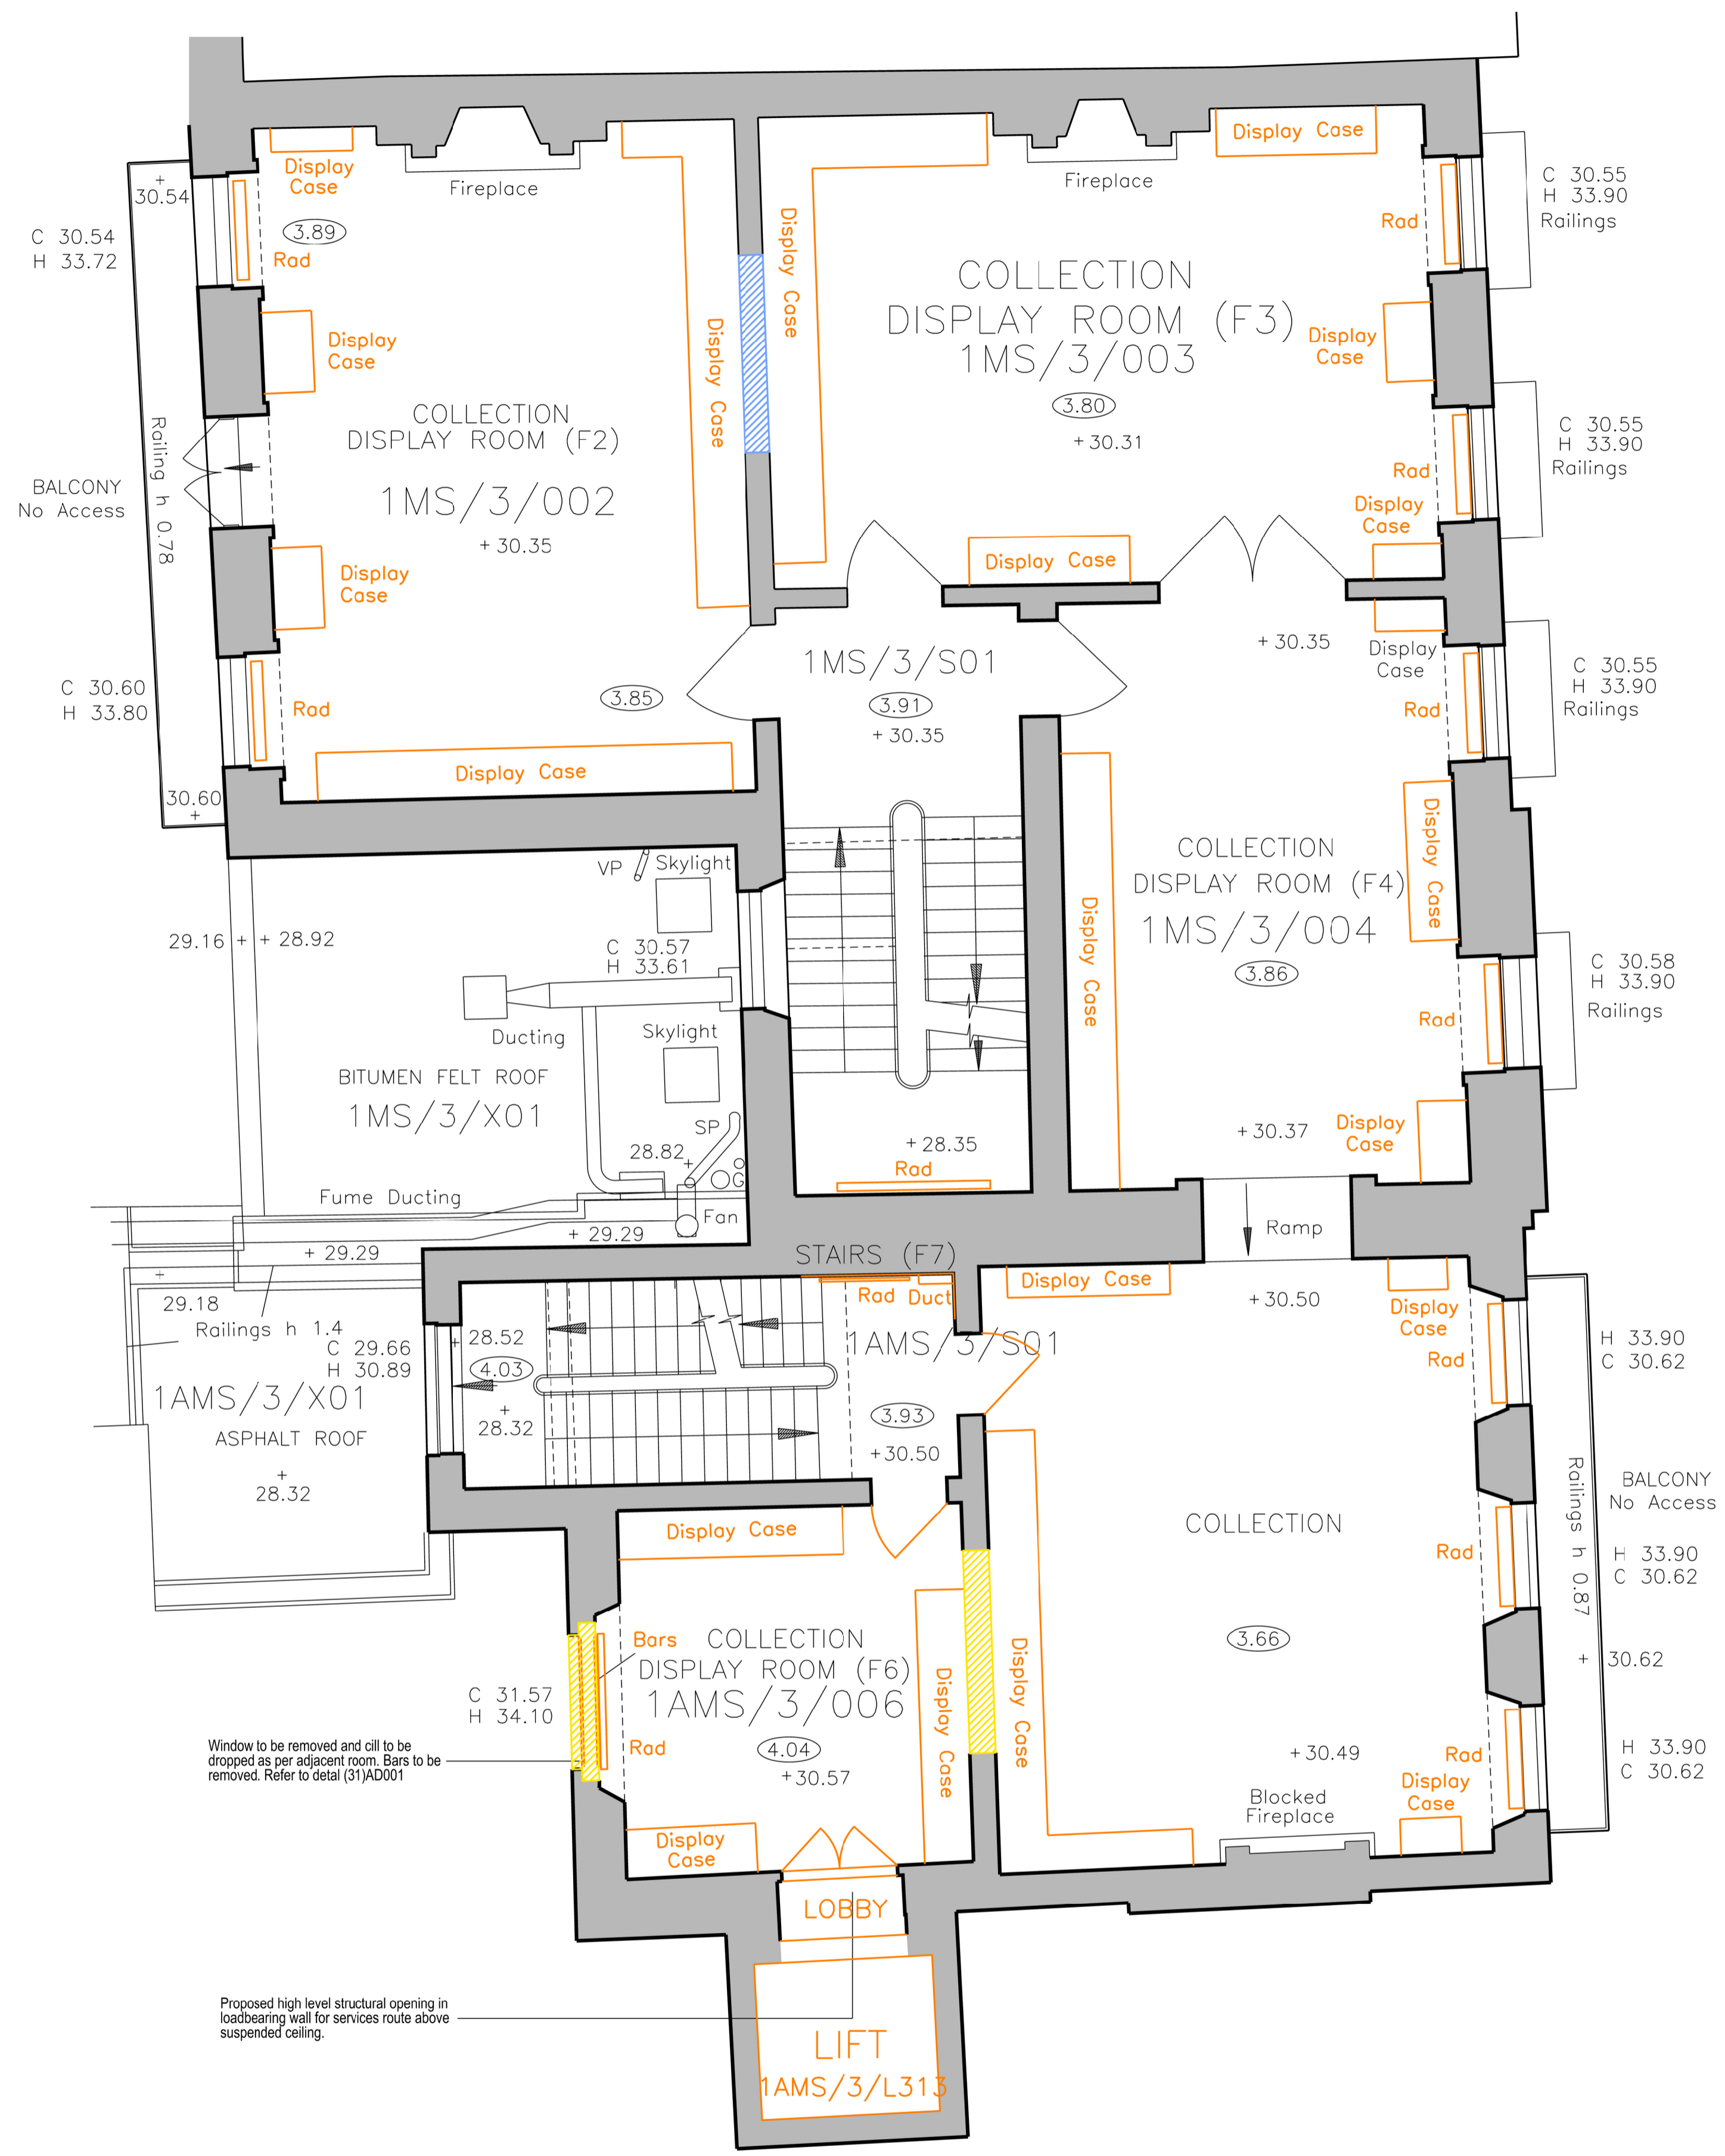 Display
Case
Fireplace
3.89
Rad
+
30.54
C 30.54
H 33.72
Display
Case
Display Case
COLLECTION
DISPLAY ROOM (F2)
1MS/3/002
+ 30.35
Railing h 0.78
BALCONY
No Access
Display
Case
C 30.60
H 33.80
Rad
3.85
Display Case
30.60
+
Display Case
Fireplace
Display Case
Rad
C 30.55
H 33.90
Railings
COLLECTION
DISPLAY ROOM (F3)
1MS/3/003
3.80
+ 30.31
Display
Case
C 30.55
H 33.90
Railings
Rad
Display
Case
Display Case
1MS/3/S01
3.91
+ 30.35
+ 30.35
Display
Case
Rad
C 30.55
H 33.90
Railings
COLLECTION
DISPLAY ROOM (F4)
1MS/3/004
3.86
Display Case
Display Case
C 30.58
H 33.90
Railings
Rad
+ 30.37
Display
Case
Ramp
VP
Skylight
29.16 + + 28.92
C 30.57
H 33.61
Ducting
Skylight
BITUMEN FELT ROOF
1MS/3/X01
SP
28.82
+
G
Fume Ducting
Fan
+ 29.29
+ 29.29
+ 28.35
Rad
STAIRS (F7)
Rad Duct
1AMS/3/S01
+
29.18
Railings h 1.4
C 29.66
H 30.89
+ 28.52
4.03
+
28.32
3.93
+30.50
1AMS/3/X01
ASPHALT ROOF
+
28.32
Display Case
+ 30.50
Display
Case
Rad
H 33.90
C 30.62
COLLECTION
Railings h 0.87
BALCONY
No Access
Rad
H 33.90
C 30.62
3.66
+ 30.62
Display Case
+ 30.49
Rad
H 33.90
C 30.62
Display
Case
Blocked
Fireplace
Display Case
Bars
COLLECTION
DISPLAY ROOM (F6)
1AMS/3/006
C 31.57
H 34.10
Rad
4.04
+30.57
Display Case
Window to be removed and cill to be
dropped as per adjacent room. Bars to be
removed. Refer to detal (31)AD001
Display
Case
LOBBY
Proposed high level structural opening in
loadbearing wall for services route above
suspended ceiling.
LIFT
1AMS/3/L313